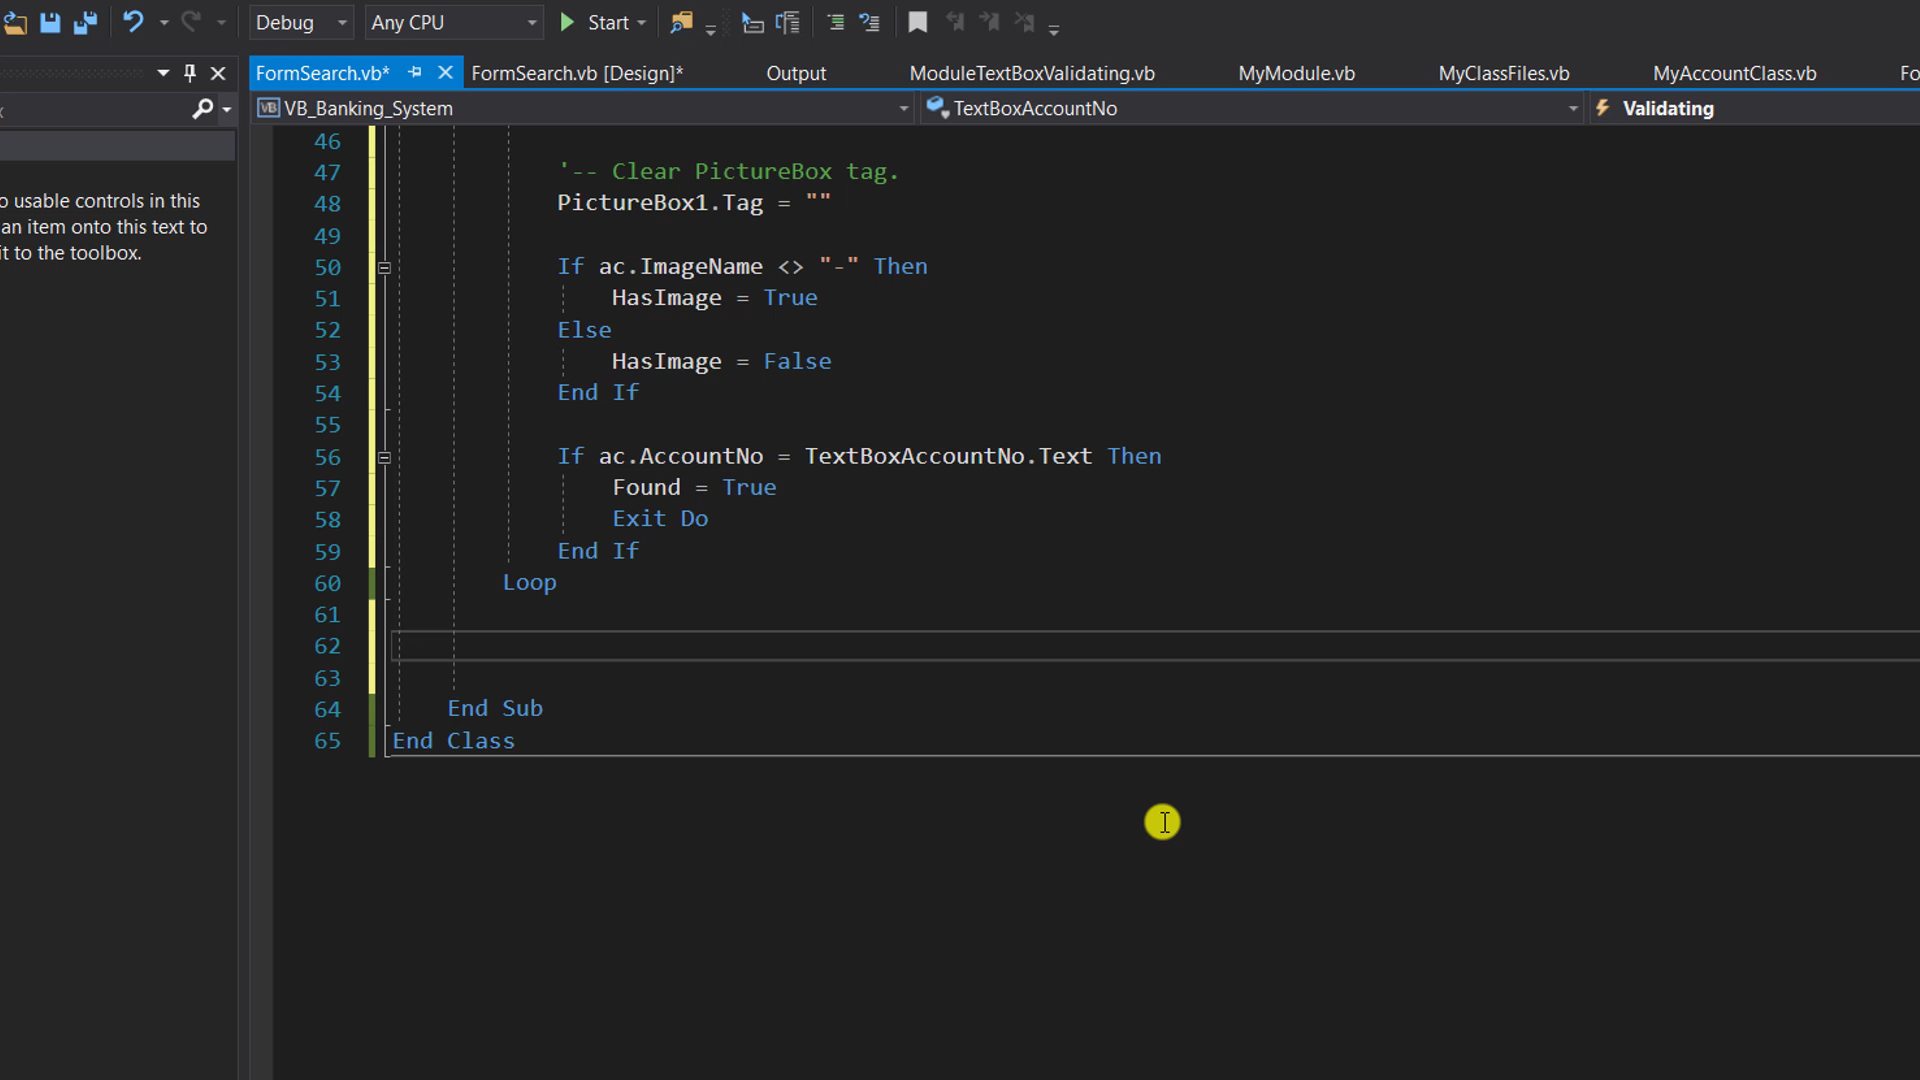 Debug Any CPU Start
FormSearch.vb* FormSearch.vb [Design]* Output ModuleTextBoxValidating.vb MyModule.vb MyClassFiles.vb MyAccountClass.vb Fo
VB VB_Banking_System TextBoxAccountNo Validating
o usable controls in this
an item onto this text to
it to the toolbox.
46
47 '-- Clear PictureBox tag.
48 PictureBox1.Tag = ""
49
50 If ac.ImageName <> "-" Then
51 HasImage = True
52 Else
53 HasImage = False
54 End If
55
56 If ac.AccountNo = TextBoxAccountNo.Text Then
57 Found = True
58 Exit Do
59 End If
60 Loop
61
62
63
64 End Sub
65 End Class